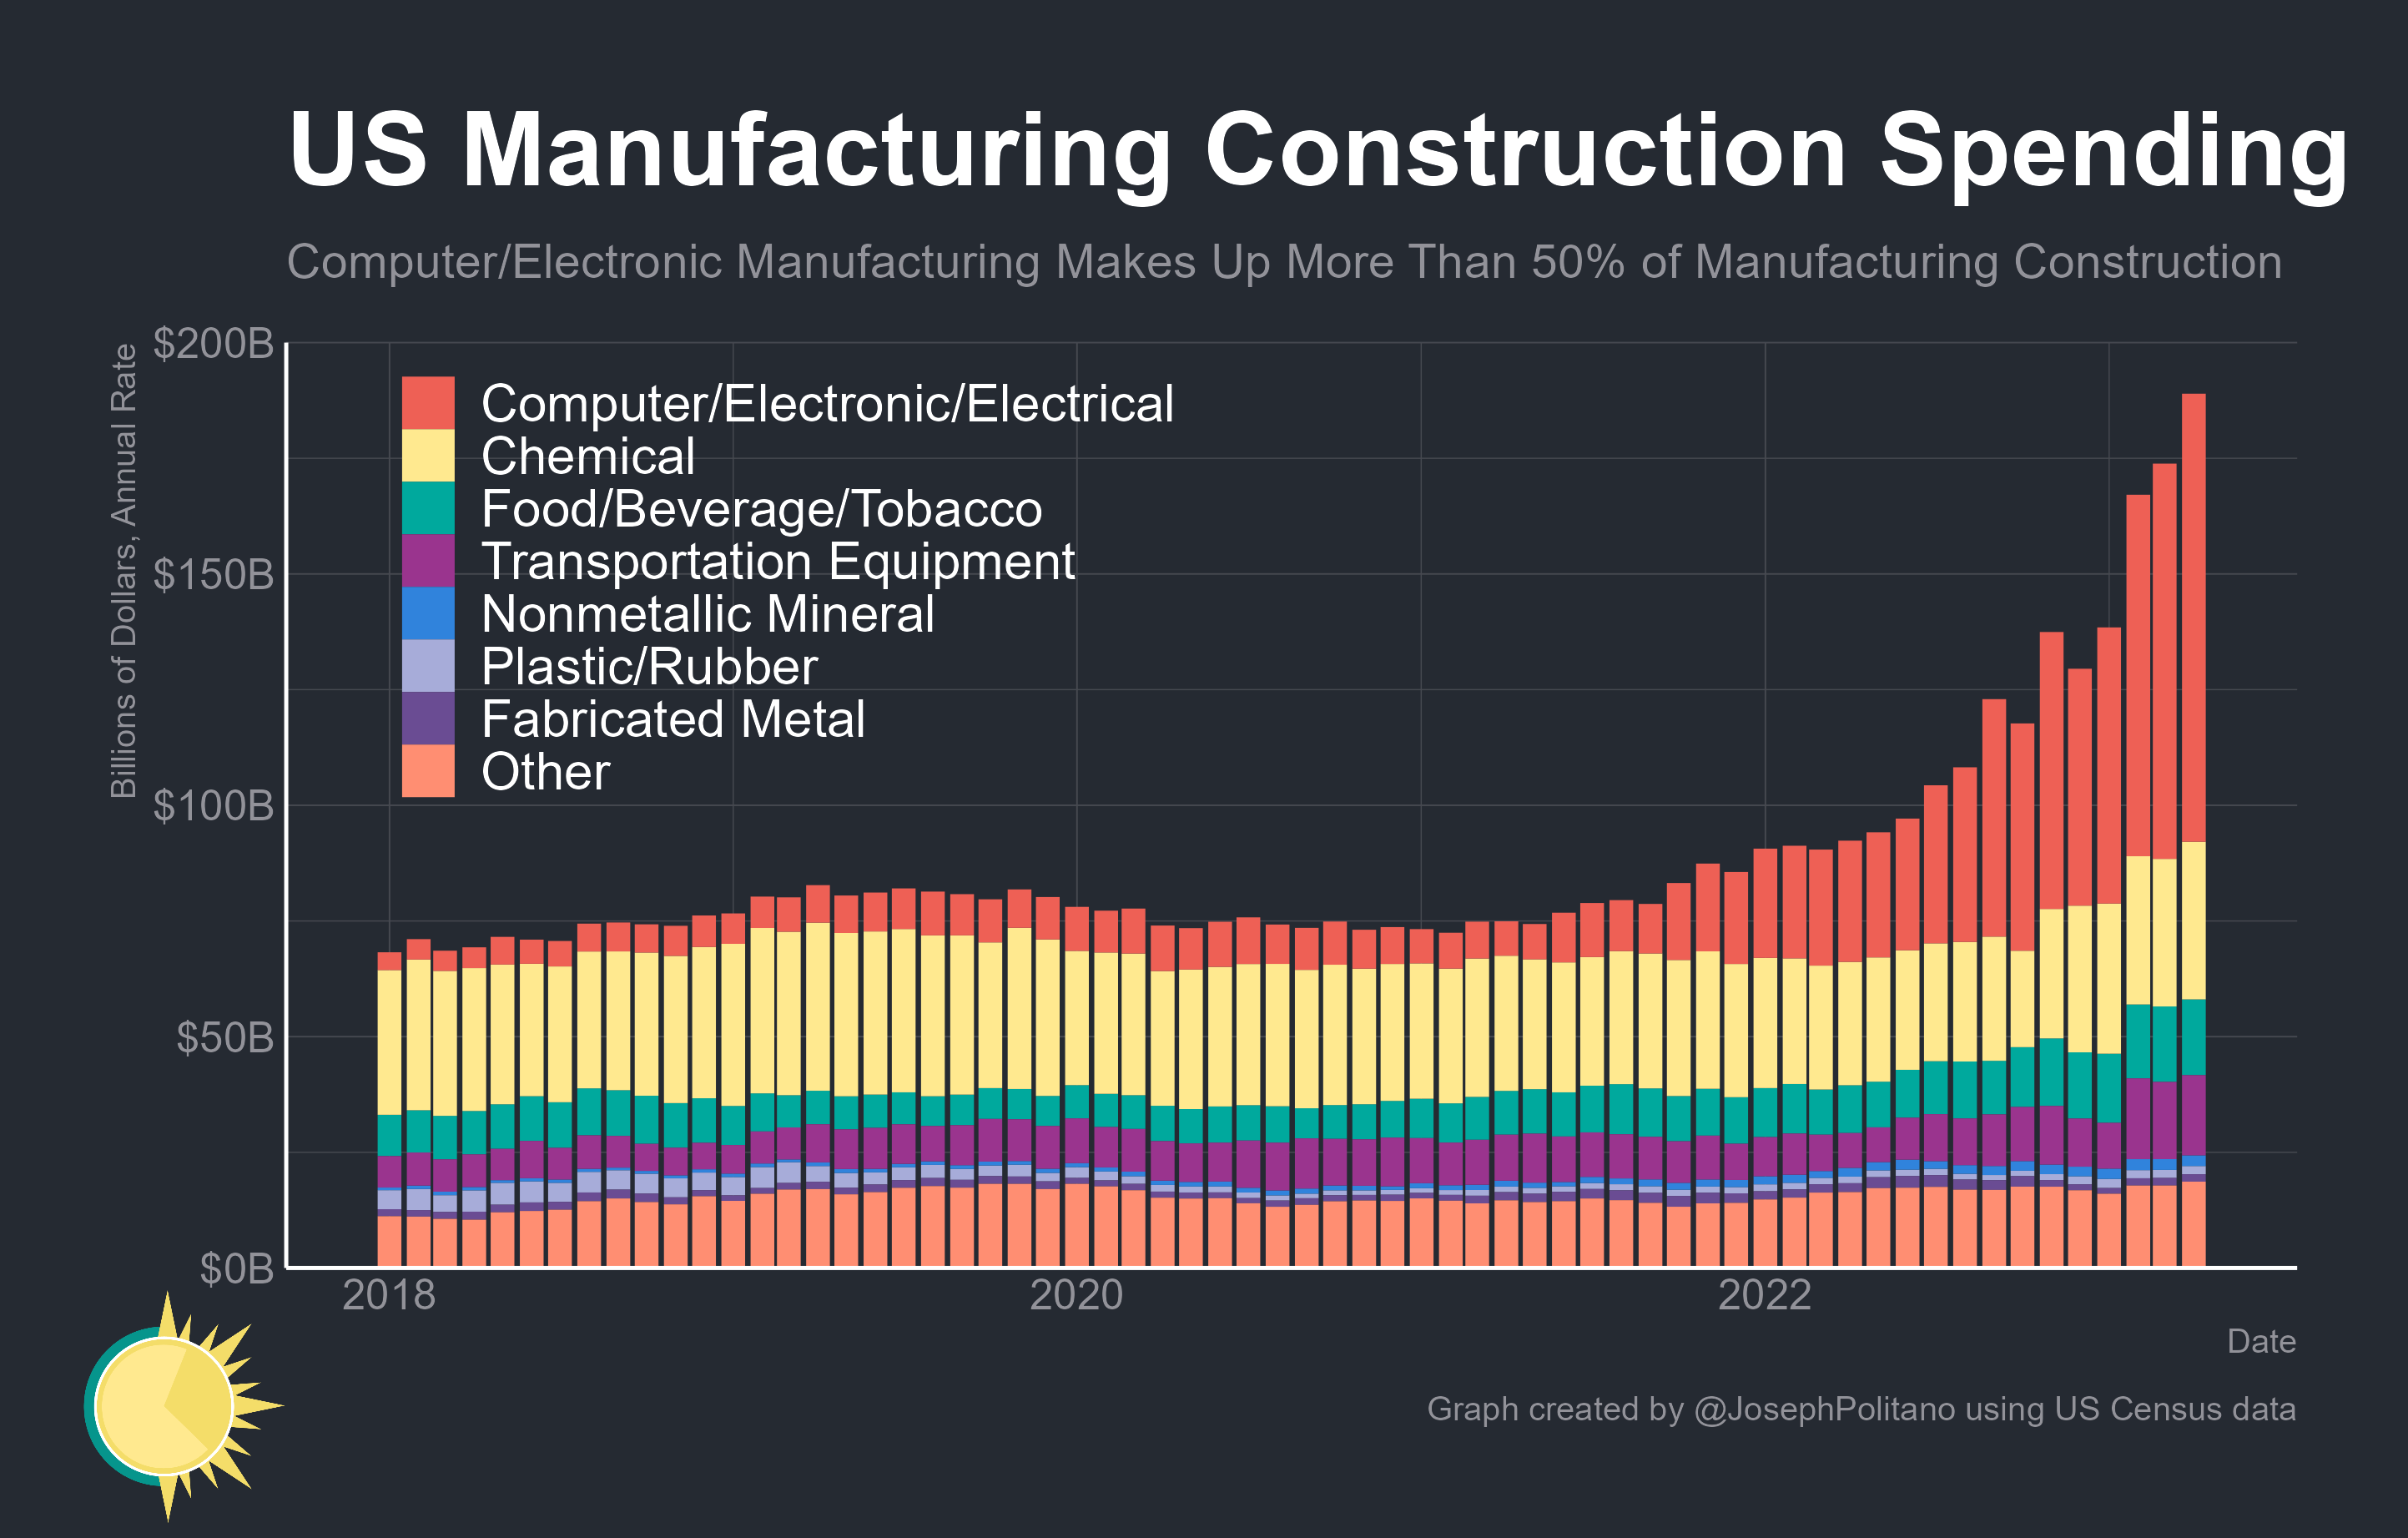 US Manufacturing Construction Spending
Computer/Electronic Manufacturing Makes Up More Than 50% of Manufacturing Construction
Billions of Dollars, Annual Rate
$200B
$150B
$100B
$50B
$0B
Computer/Electronic/Electrical
Chemical
Food/Beverage/Tobacco
Transportation Equipment
Nonmetallic Mineral
Plastic/Rubber
Fabricated Metal
Other
2018 2020 2022
Date
Graph created by @JosephPolitano using US Census data